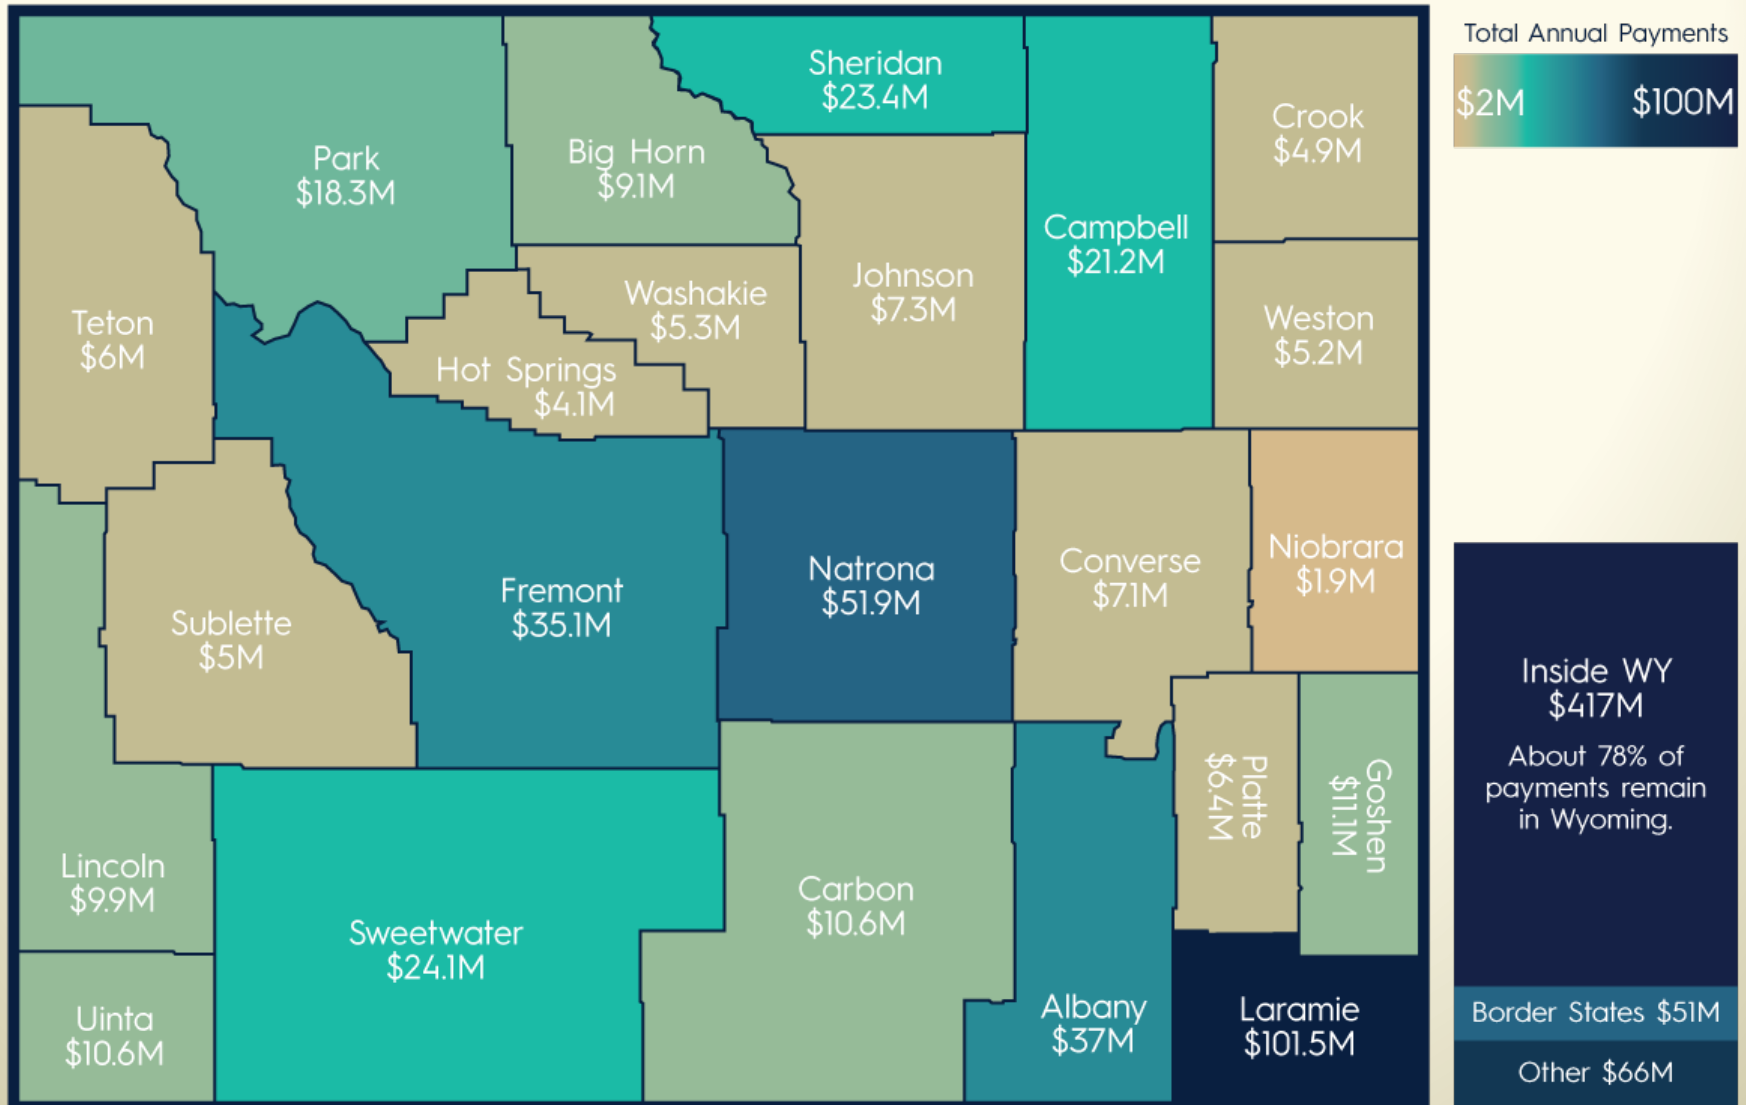 Total Annual Payments
$2M
$100M
Sheridan
$23.4M
Crook
$4.9M
Park
$18.3M
Big Horn
$9.1M
Campbell
$21.2M
Johnson
$7.3M
Washakie
$5.3M
Teton
$6M
Weston
$5.2M
Hot Springs
$4.1M
Fremont
$35.1M
Natrona
$51.9M
Converse
$7.1M
Niobrara
$1.9M
Sublette
$5M
Platte
$6.4M
Goshen
$11.1M
Lincoln
$9.9M
Sweetwater
$24.1M
Carbon
$10.6M
Uinta
$10.6M
Albany
$37M
Laramie
$101.5M
Inside WY
$417M
About 78% of
payments remain
in Wyoming.
Border States $51M
Other $66M